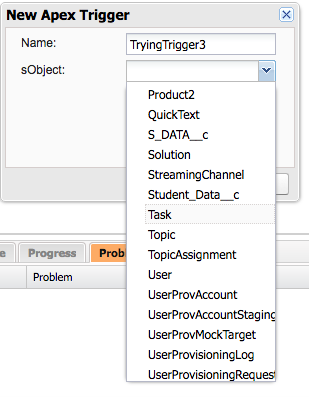 New Apex Trigger
Name: TryingTrigger3
sObject:
Product2
QuickText
S_DATA__c
Solution
StreamingChannel
Student_Data__c
Task
Topic
TopicAssignment
User
UserProvAccount
UserProvAccountStaging
UserProvMockTarget
UserProvisioningLog
UserProvisioningRequest
e Progress Prob
Problem